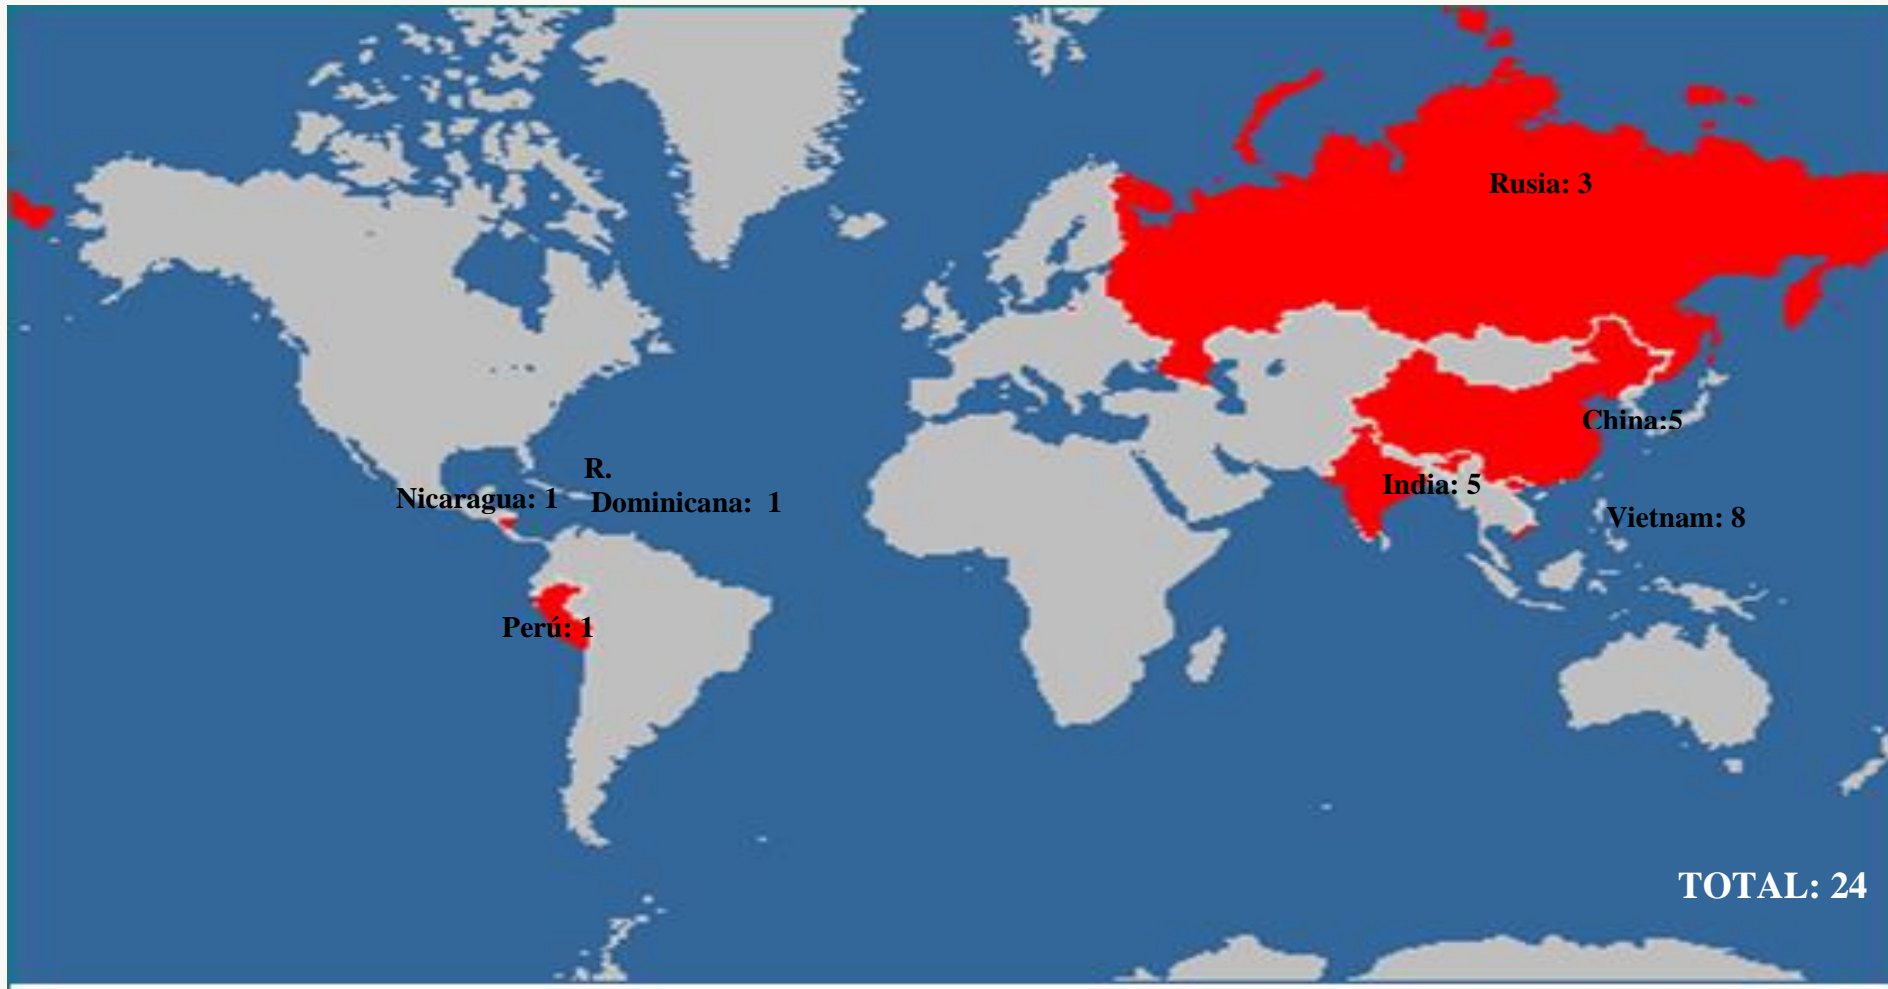 Rusia: 3
China:5
R.
India: 5
Nicaragua: 1
Dominicana: 1
Vietnam: 8
Perú: 1
TOTAL: 24